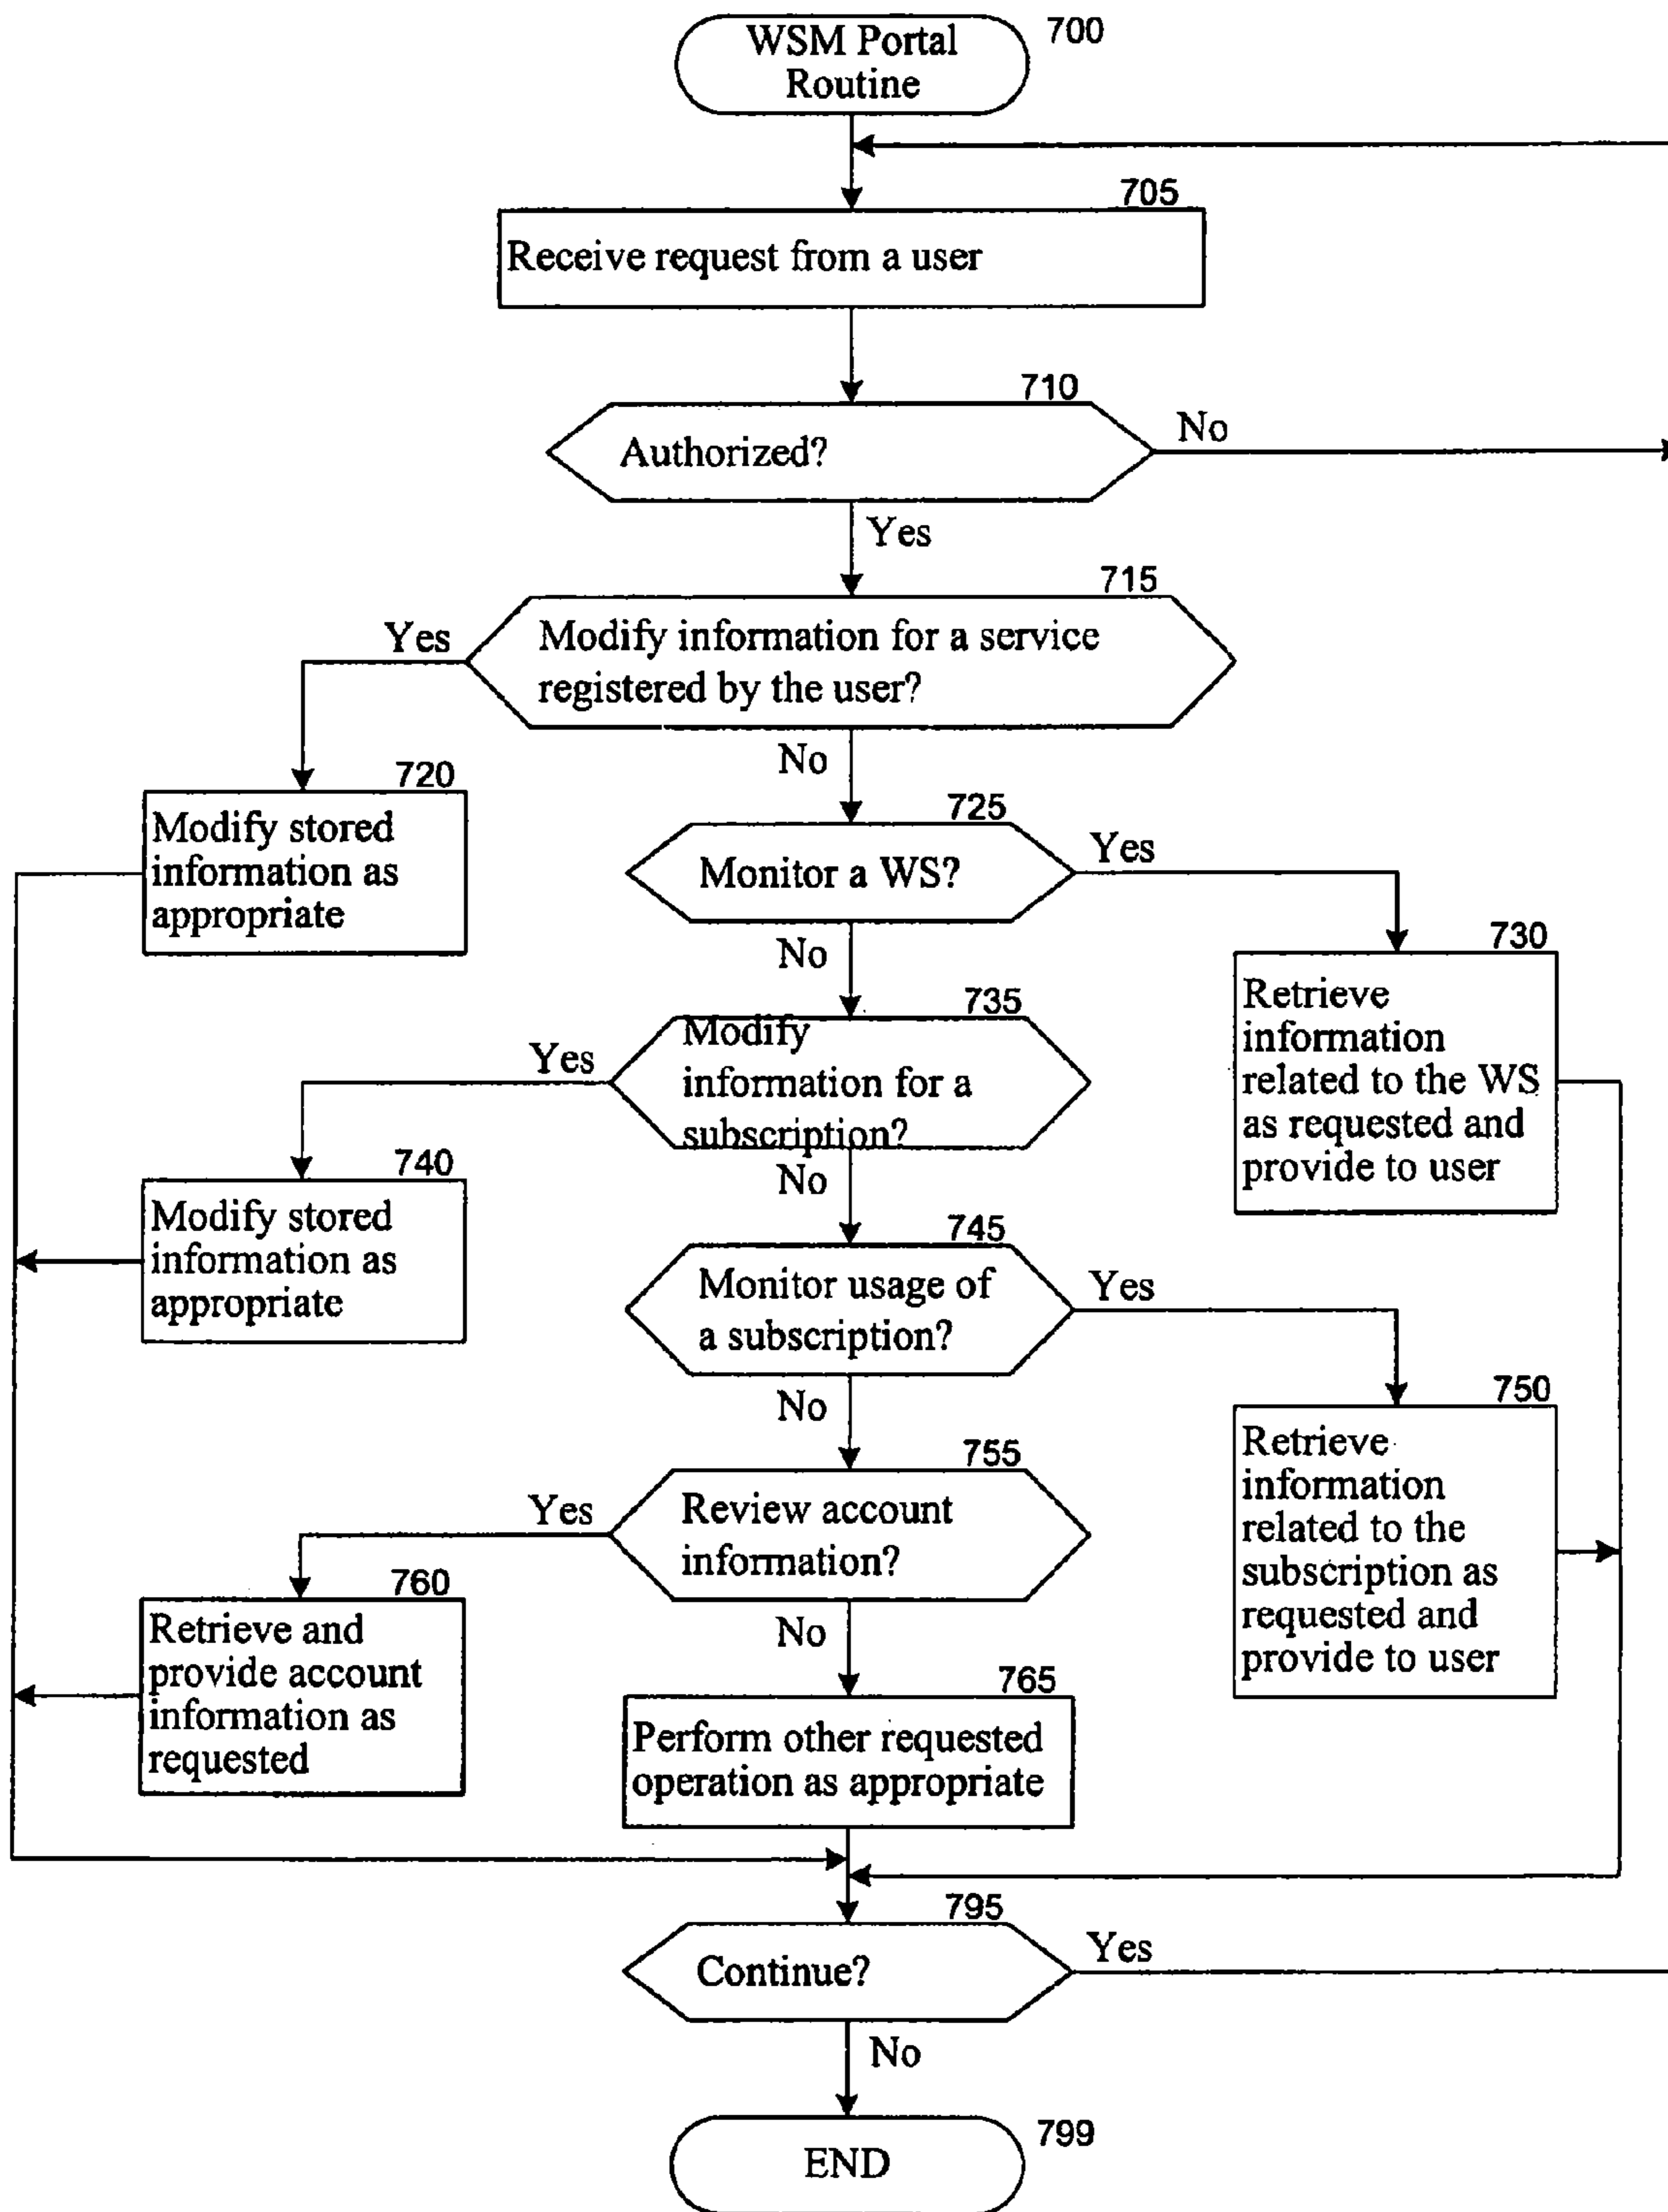 WSM Portal
Routine
700
705
Receive request from a user
710
Authorized?
No
Yes
715
Yes
Modify information for a service
registered by the user?
No
720
Modify stored
information as
appropriate
725
Monitor a WS?
Yes
No
730
Retrieve
information
related to the WS
as requested and
provide to user
735
Yes
Modify
information for a
subscription?
No
740
Modify stored
information as
appropriate
745
Monitor usage of
a subscription?
Yes
No
750
Retrieve
information
related to the
subscription as
requested and
provide to user
755
Yes
Review account
information?
No
760
Retrieve and
provide account
information as
requested
765
Perform other requested
operation as appropriate
795
Continue?
Yes
No
END
799